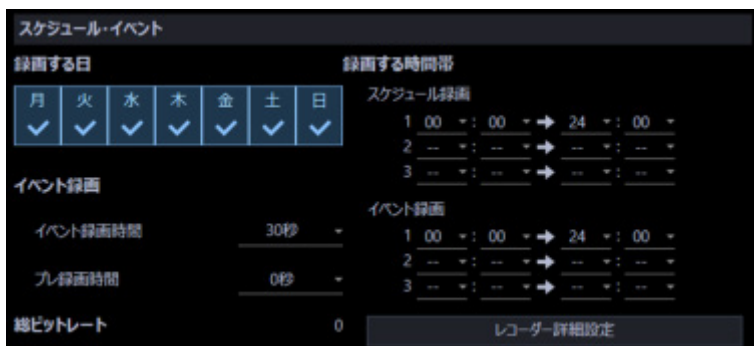 スケジュール・イベント
録画する日
月 火 水 木 金 土 日
イベント録画
イベント録画時間 30秒
プレ録画時間 0秒
総ビットレート 0
録画する時間帯
スケジュール録画
1 00 : 00 → 24 : 00
2 -- : -- → -- : --
3 -- : -- → -- : --
イベント録画
1 00 : 00 → 24 : 00
2 -- : -- → -- : --
3 -- : -- → -- : --
レコーダー詳細設定